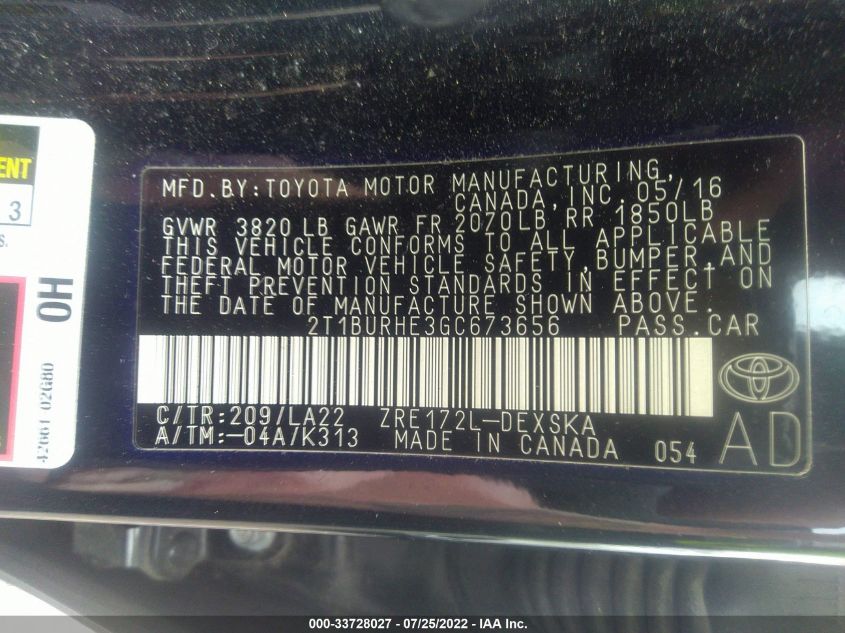 MFD.BY:TOYOTA MOTOR MANUFACTURING,
CANADA,INC.05/16
GVWR 3820 LB GAWR FR 2070LB,RR 1850LB
THIS VEHICLE CONFORMS TO ALL APPLICABLE
FEDERAL MOTOR VEHICLE SAFETY,BUMPER,AND
THEFT PREVENTION STANDARDS IN EFFECT ON
THE DATE OF MANUFACTURE SHOWN ABOVE.
2T1BURHE3GC673656 PASS.CAR
C/TR:209/LA22 ZRE172L-DEXSKA
A/TM:-04A/K313 MADE IN CANADA 054 AD
ENT
3
s.
OH
42661 02G80
000-33728027 - 07/25/2022 - IAA Inc.